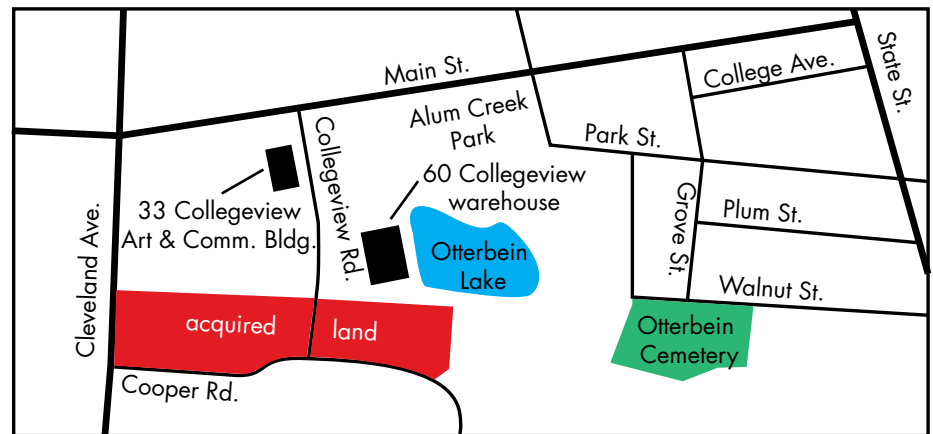 Main St.
College Ave.
State St.
Alum Creek
Park
Park St.
Collegeview Rd.
60 Collegeview
warehouse
33 Collegeview
Art & Comm. Bldg.
Cleveland Ave.
Otterbein
Lake
Grove St.
Plum St.
Walnut St.
acquired
land
Otterbein
Cemetery
Cooper Rd.